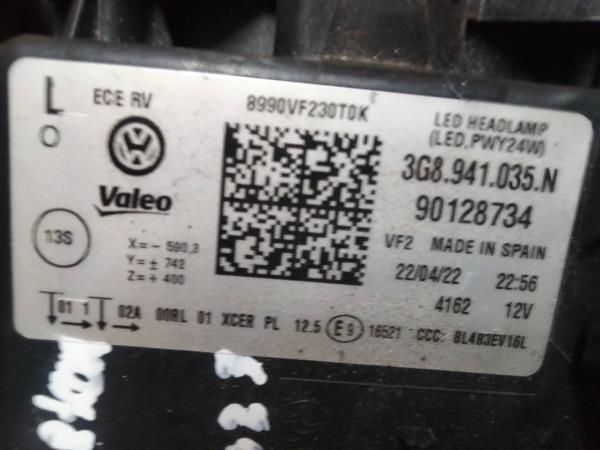 L ECE RV 8990VF230T0K
LED HEADLAMP
(LED,PWY24W)
O
3G8.941.035.N
Valeo
90128734
13S
X= - 590,3
Y= ± 742
Z= + 400
VF2 MADE IN SPAIN
22/04/22 22:56
4162 12V
01 1 02A 00RL 01 XCER PL 12.5 E9 16521 CCC: BL483EV16L